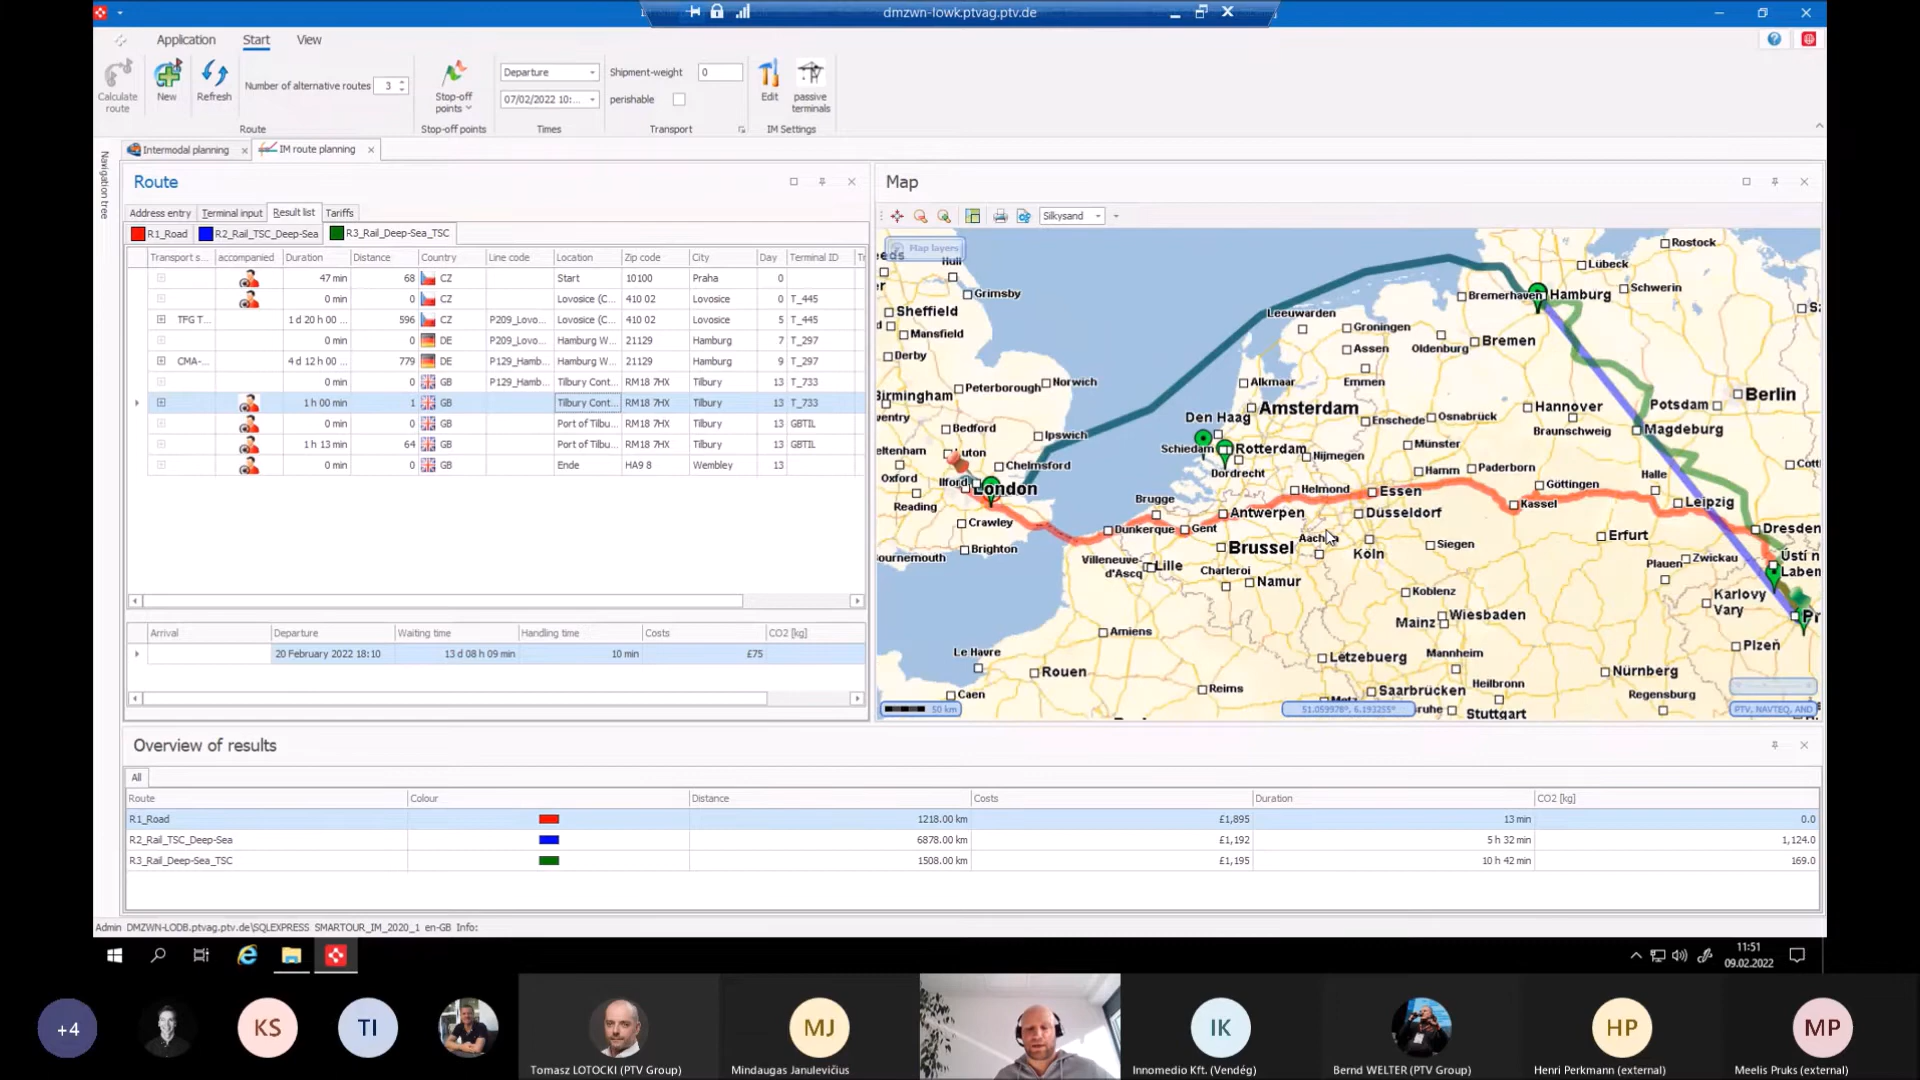 dmzwn-lowk.ptvag.ptv.de
Application Start View
Calculate route
New
Refresh
Number of alternative routes 3
Stop-off points
Departure
07/02/2022 10:...
Shipment-weight 0
perishable
Edit
passive terminals
Route Stop-off points Times Transport IM Settings
Navigation tree
Intermodal planning
IM route planning
Route
Address entry Terminal input Result list Tariffs
R1_Road R2_Rail_TSC_Deep-Sea R3_Rail_Deep-Sea_TSC
Transport s... accompanied Duration Distance Country Line code Location Zip code City Day Terminal ID
47 min 68 CZ Start 10100 Praha 0
0 min 0 CZ Lovosice (C... 410 02 Lovosice 0 T_445
TFG T... 1 d 20 h 00 ... 596 CZ P209_Lovo... Lovosice (C... 410 02 Lovosice 5 T_445
0 min 0 DE P209_Lovo... Hamburg W... 21129 Hamburg 7 T_297
CMA-... 4 d 12 h 00 ... 779 DE P129_Hamb... Hamburg W... 21129 Hamburg 9 T_297
0 min 0 GB P129_Hamb... Tilbury Cont... RM18 7HX Tilbury 13 T_733
1 h 00 min 1 GB Tilbury Cont... RM18 7HX Tilbury 13 T_733
0 min 0 GB Port of Tilbu... RM18 7HX Tilbury 13 GBTIL
1 h 13 min 64 GB Port of Tilbu... RM18 7HX Tilbury 13 GBTIL
0 min 0 GB Ende HA9 8 Wembley 13
Arrival Departure Waiting time Handling time Costs CO2 [kg]
20 February 2022 18:10 13 d 08 h 09 min 10 min £75
Map
Silkysand
Map layers
Rostock
Hull
Lübeck
Grimsby
Schwerin
Bremerhaven
Hamburg
Sheffield
Leeuwarden
Groningen
Mansfield
Assen
Oldenburg
Bremen
Derby
Emmen
Peterborough
Norwich
Alkmaar
Berlin
Birmingham
Amsterdam
Hannover
Potsdam
Den Haag
Enschede
Osnabrück
Braunschweig
Magdeburg
Bedford
Ipswich
Münster
Schiedam
Rotterdam
Nijmegen
Luton
Chelmsford
Dordrecht
Hamm
Paderborn
Halle
Oxford
Ilford
London
Helmond
Essen
Göttingen
Leipzig
Reading
Brugge
Antwerpen
Düsseldorf
Kassel
Crawley
Dunkerque
Gent
Dresden
Brighton
Brussel
Köln
Siegen
Erfurt
Villeneuve-d'Ascq
Lille
Charleroi
Namur
Plauen
Zwickau
Koblenz
Karlovy Vary
Amiens
Mainz
Wiesbaden
Plzeň
Le Havre
Rouen
Lëtzebuerg
Mannheim
Nürnberg
Caen
Reims
Saarbrücken
Heilbronn
Regensburg
Stuttgart
50 km
51.059978°, 6.193255°
PTV, NAVTEQ, AND
Overview of results
All
Route Colour Distance Costs Duration CO2 [kg]
R1_Road 1218.00 km £1,895 13 min 0.0
R2_Rail_TSC_Deep-Sea 6878.00 km £1,192 5 h 32 min 1,124.0
R3_Rail_Deep-Sea_TSC 1508.00 km £1,195 10 h 42 min 169.0
Admin DMZWN-LODB.ptvag.ptv.de\SQLEXPRESS SMARTOUR_IM_2020_1 en-GB Info:
11:51
09.02.2022
+4
KS
TI
MJ
IK
HP
MP
Tomasz LOTOCKI (PTV Group)
Mindaugas Janulevičius
Innomedio Kft. (Vendég)
Bernd WELTER (PTV Group)
Henri Perkmann (external)
Meelis Pruks (external)